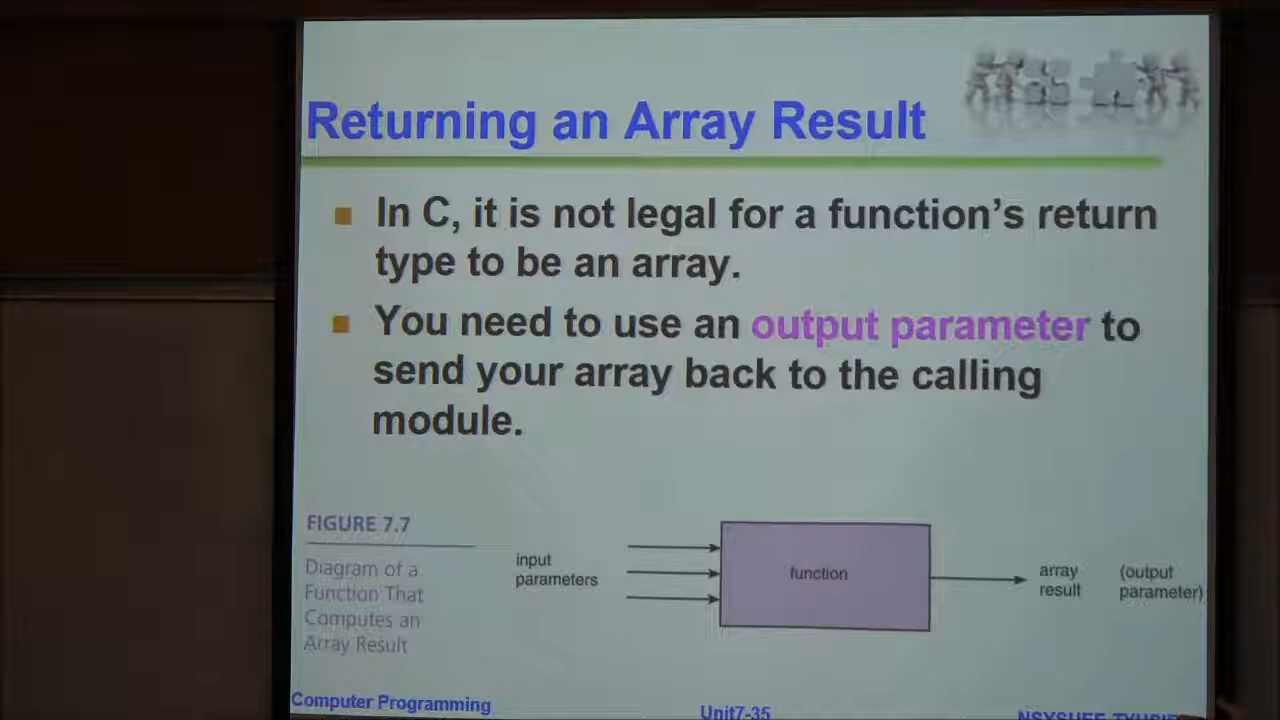 Returning an Array Result
In C, it is not legal for a function's return
type to be an array.
You need to use an output parameter to
send your array back to the calling
module.
FIGURE 7.7
Diagram of a
Function That
Computes an
Array Result
input
parameters
function
array
result
(output
parameter)
Computer Programming
Unit7-35